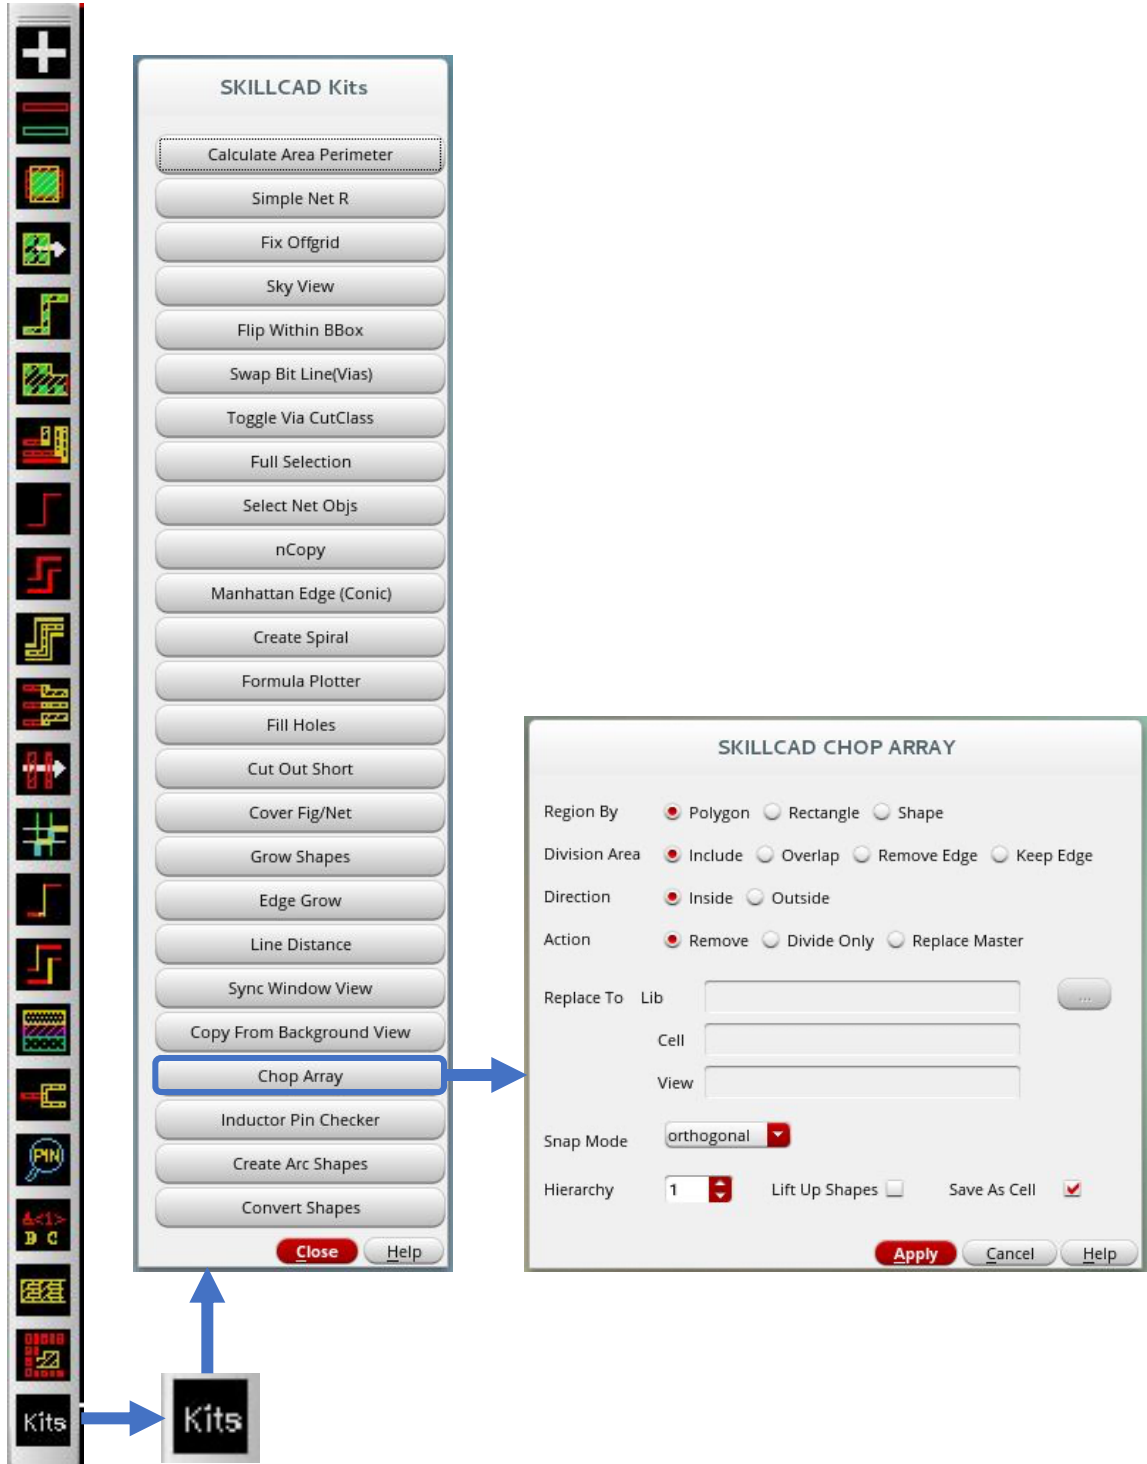 SKILLCAD Kits
Calculate Area Perimeter
Simple Net R
Fix Offgrid
Sky View
Flip Within BBox
Swap Bit Line(Vias)
Toggle Via CutClass
Full Selection
Select Net Objs
nCopy
Manhattan Edge (Conic)
Create Spiral
Formula Plotter
Fill Holes
Cut Out Short
Cover Fig/Net
Grow Shapes
Edge Grow
Line Distance
Sync Window View
Copy From Background View
Chop Array
Inductor Pin Checker
Create Arc Shapes
Convert Shapes
Close Help
SKILLCAD CHOP ARRAY
Region By Polygon Rectangle Shape
Division Area Include Overlap Remove Edge Keep Edge
Direction Inside Outside
Action Remove Divide Only Replace Master
Replace To Lib ...
Cell
View
Snap Mode orthogonal
Hierarchy 1 Lift Up Shapes Save As Cell
Apply Cancel Help
PIN
A<1>
B C
Kits
Kits